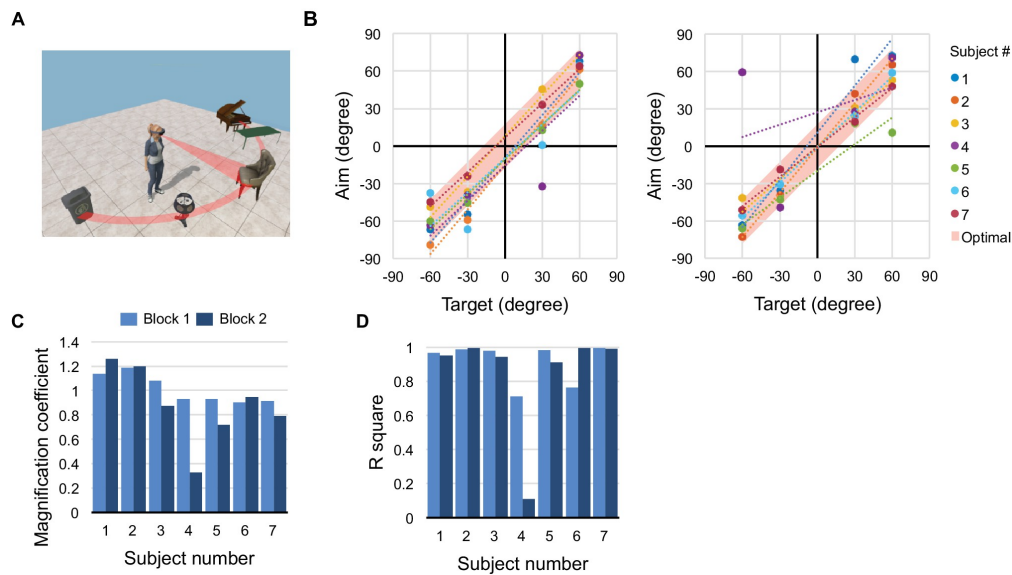 A
B
90
60
30
0
-30
-60
-90
-90 -60 -30 0 30 60 90
Aim (degree)
Target (degree)
90
60
30
0
-30
-60
-90
-90 -60 -30 0 30 60 90
Aim (degree)
Target (degree)
Subject #
1
2
3
4
5
6
7
Optimal
C
Block 1 Block 2
1.4
1.2
1
0.8
0.6
0.4
0.2
0
1 2 3 4 5 6 7
Magnification coefficient
Subject number
D
1
0.8
0.6
0.4
0.2
0
1 2 3 4 5 6 7
R square
Subject number